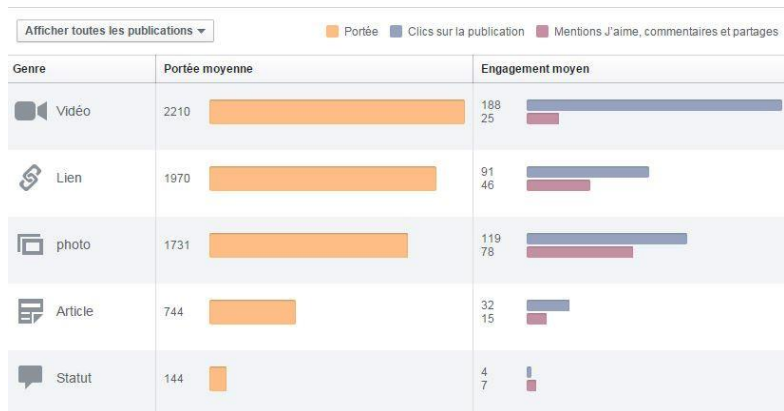 Afficher toutes les publications
Portée Clics sur la publication Mentions J'aime, commentaires et partages
Genre Portée moyenne Engagement moyen
Vidéo 2210 188
25
Lien 1970 91
46
photo 1731 119
78
Article 744 32
15
Statut 144 4
7